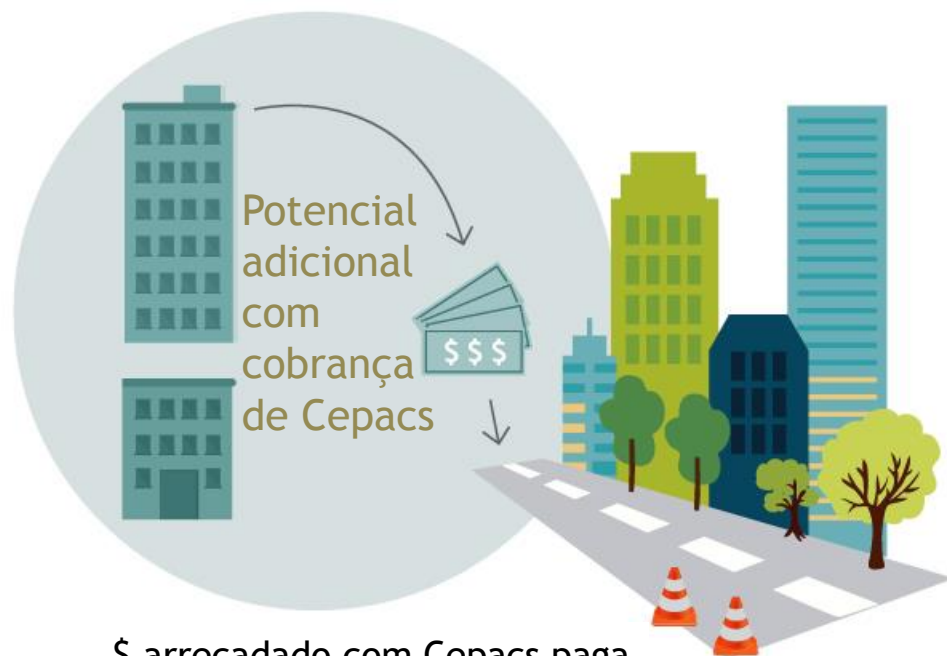 Potencial
adicional
com
cobrança
de Cepacs
$ $ $
$ arrecadado com Cepacs paga